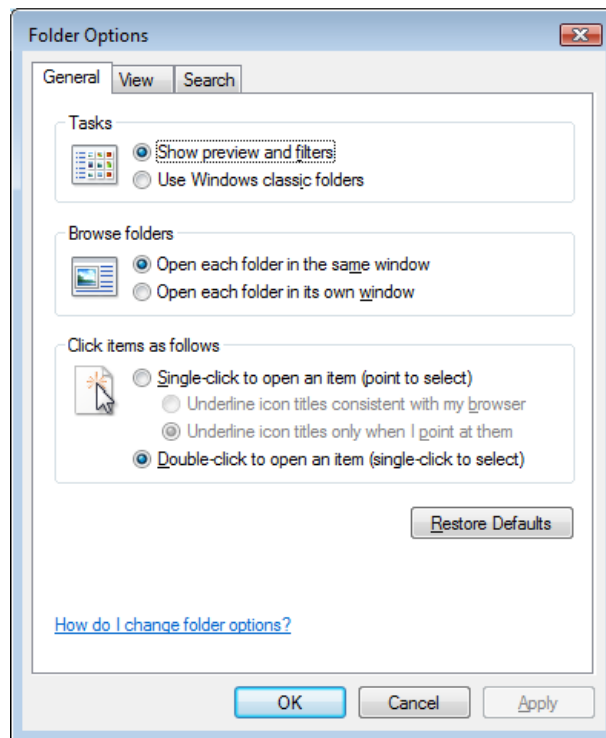 Folder Options
General View Search
Tasks
Show preview and filters
Use Windows classic folders
Browse folders
Open each folder in the same window
Open each folder in its own window
Click items as follows
Single-click to open an item (point to select)
Underline icon titles consistent with my browser
Underline icon titles only when I point at them
Double-click to open an item (single-click to select)
Restore Defaults
How do I change folder options?
OK Cancel Apply